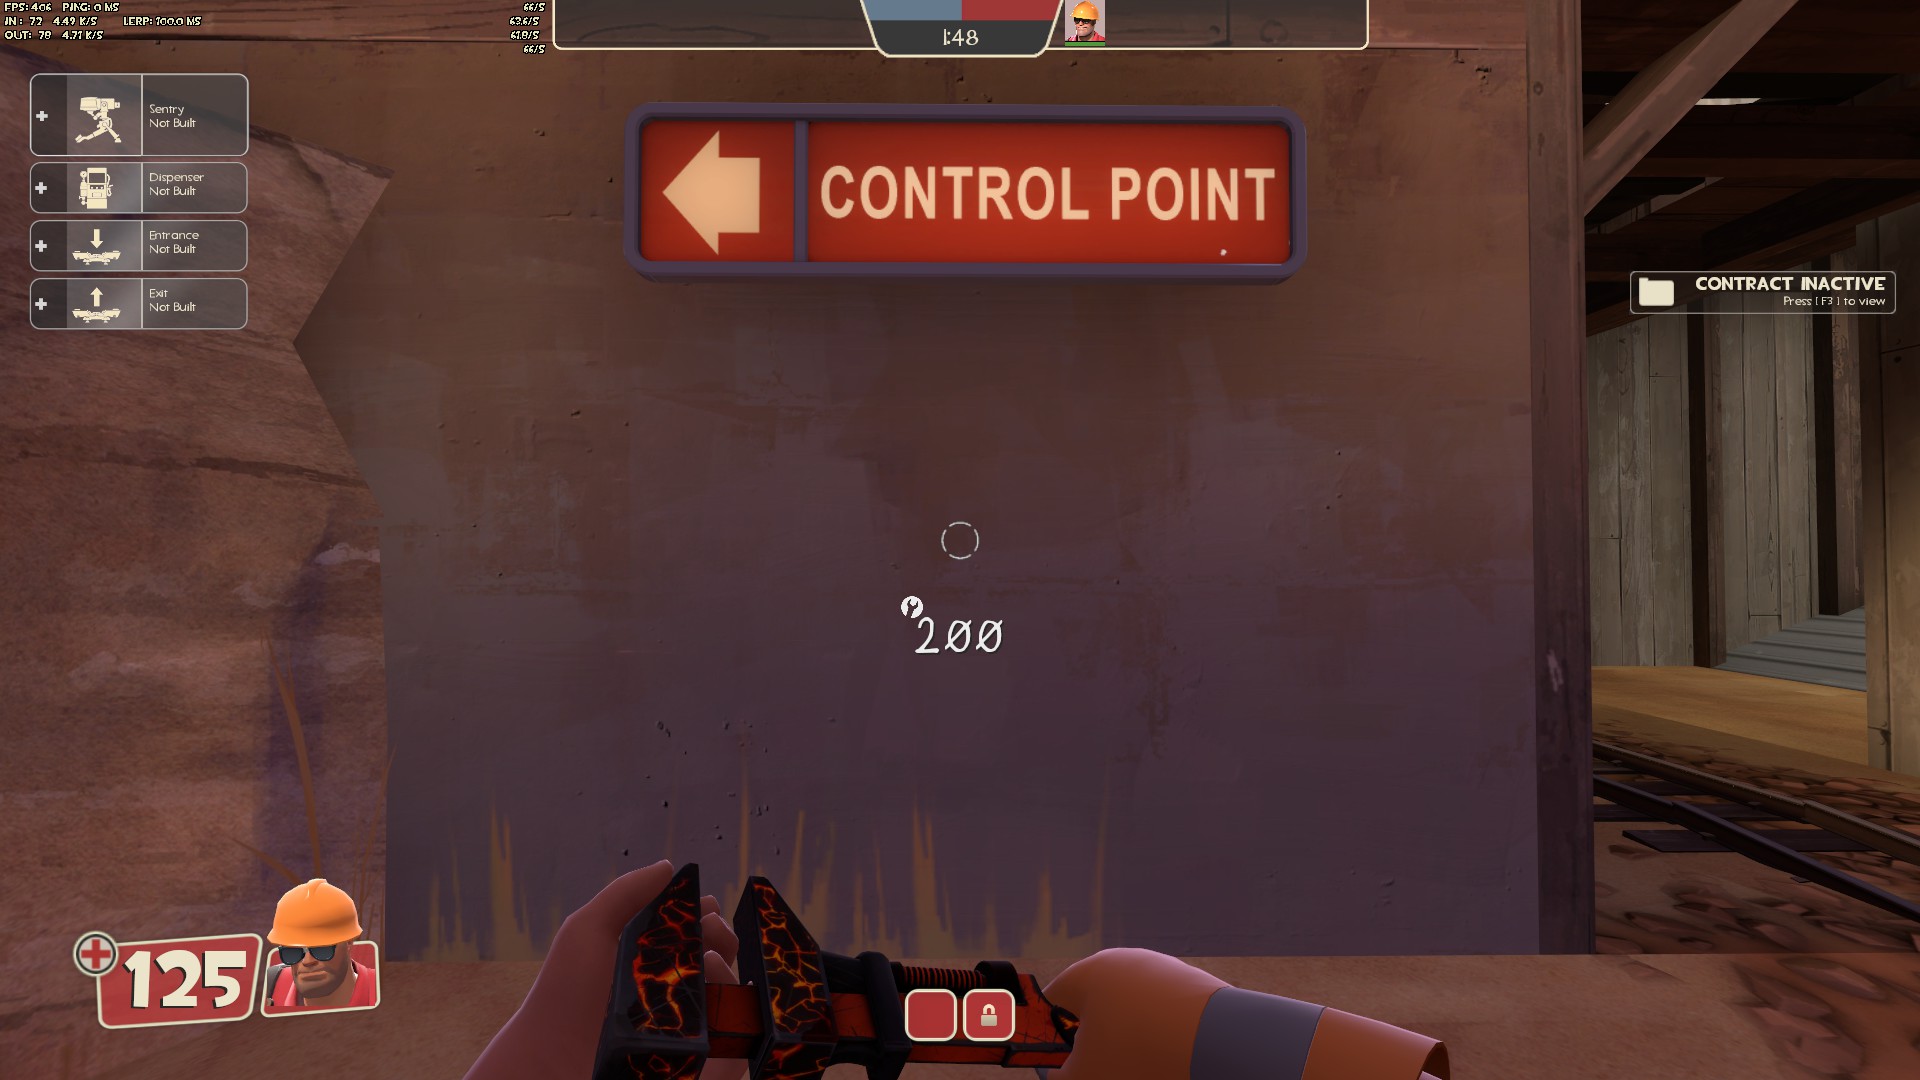 FPS: 406 PING: 0 MS
IN : 72 4.49 K/S LERP: 100.0 MS
OUT: 78 4.71 K/S
66/S
63.6/S
61.8/S
66/S
1:48
Sentry
Not Built
Dispenser
Not Built
Entrance
Not Built
Exit
Not Built
CONTROL POINT
CONTRACT INACTIVE
Press [ F3 ] to view
200
125